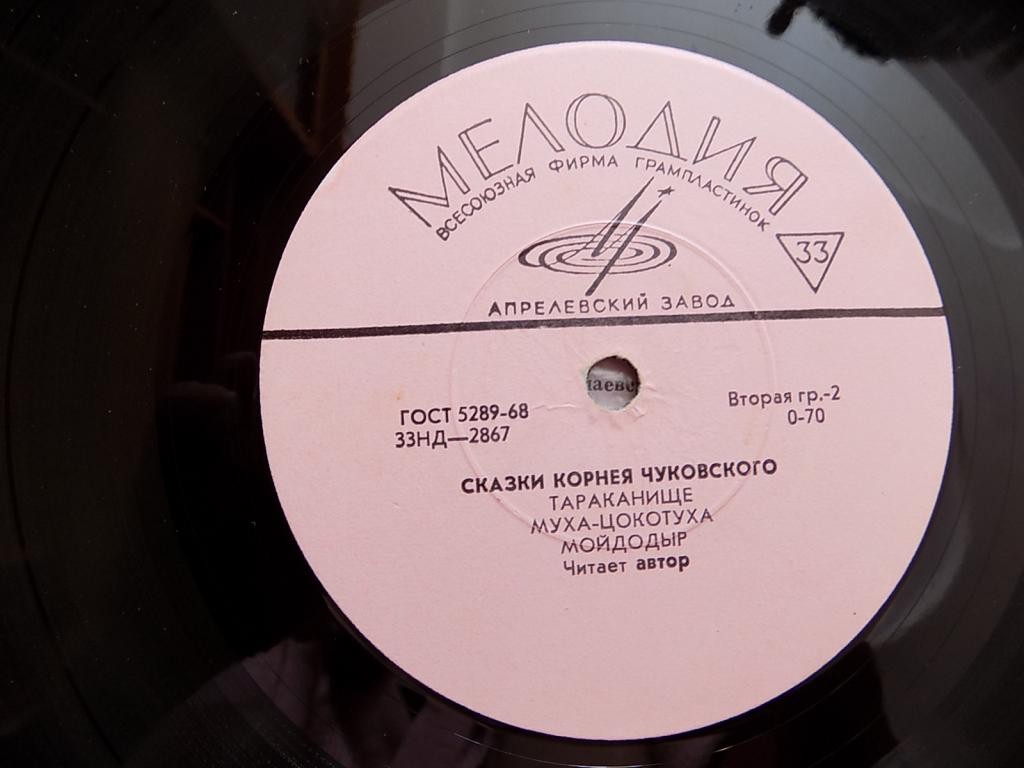 МЕЛОДИЯ
ВСЕСОЮЗНАЯ ФИРМА ГРАМПЛАСТИНОК
33
АПРЕЛЕВСКИЙ ЗАВОД
ГОСТ 5289-68
33НД—2867
Вторая гр.-2
0-70
СКАЗКИ КОРНЕЯ ЧУКОВСКОГО
ТАРАКАНИЩЕ
МУХА-ЦОКОТУХА
МОЙДОДЫР
Читает автор